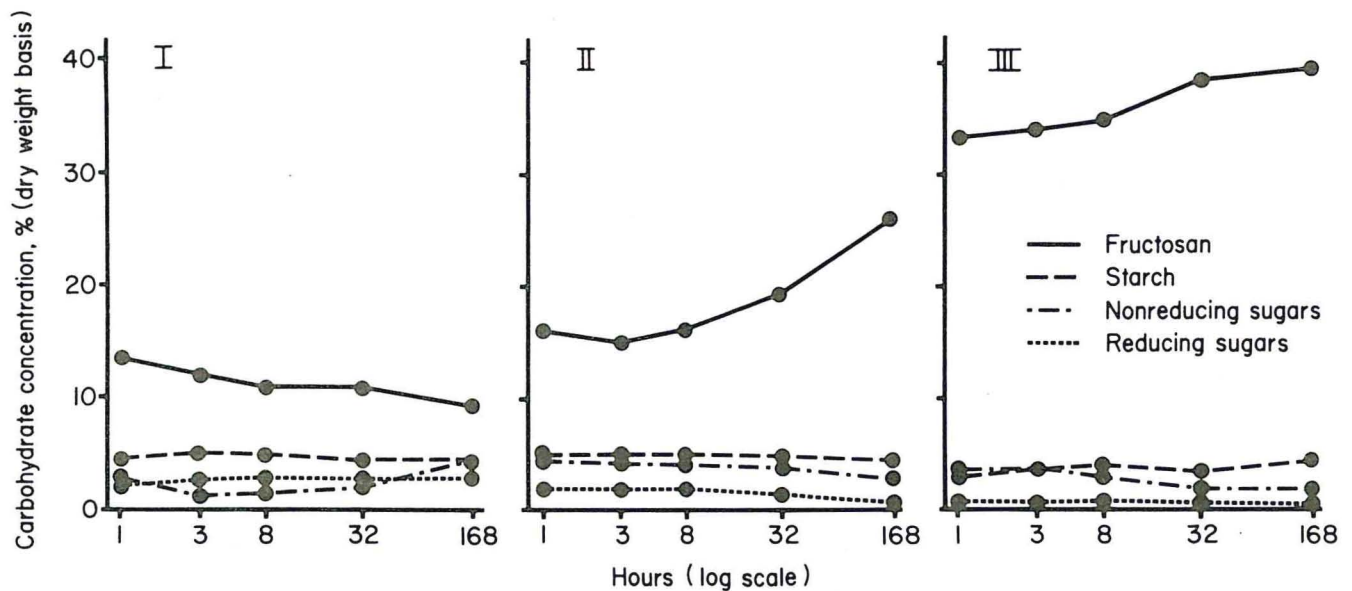 Carbohydrate concentration, % (dry weight basis)
40
30
20
10
0
I
II
III
Fructosan
Starch
Nonreducing sugars
Reducing sugars
1 3 8 32 168
1 3 8 32 168
1 3 8 32 168
Hours (log scale)